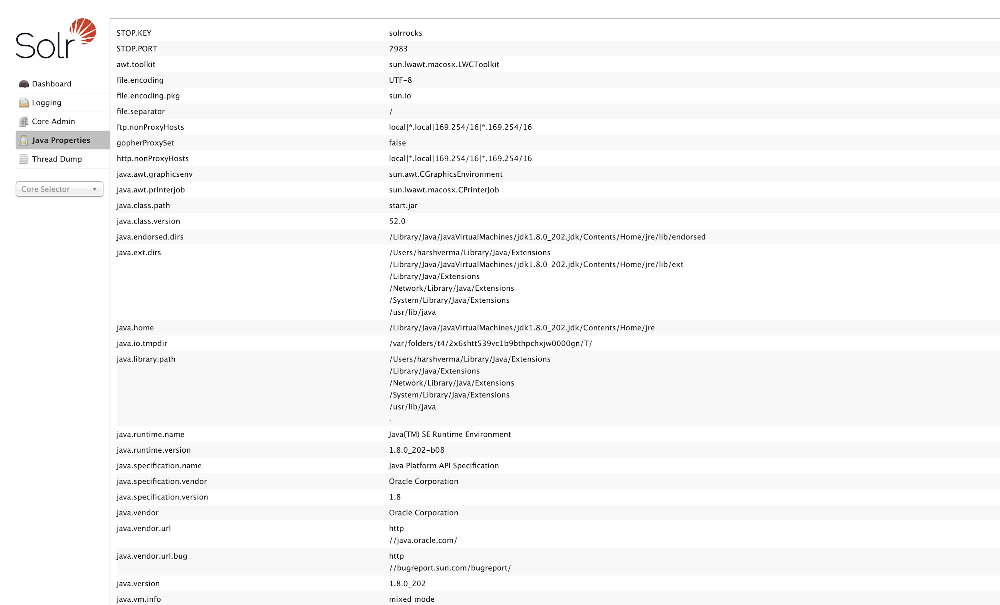 Solr
Dashboard
Logging
Core Admin
Java Properties
Thread Dump
Core Selector
STOP.KEY solrrocks
STOP.PORT 7983
awt.toolkit sun.lwawt.macosx.LWCToolkit
file.encoding UTF-8
file.encoding.pkg sun.io
file.separator /
ftp.nonProxyHosts local|*.local|169.254/16|*.169.254/16
gopherProxySet false
http.nonProxyHosts local|*.local|169.254/16|*.169.254/16
java.awt.graphicsenv sun.awt.CGraphicsEnvironment
java.awt.printerjob sun.lwawt.macosx.CPrinterJob
java.class.path start.jar
java.class.version 52.0
java.endorsed.dirs /Library/Java/JavaVirtualMachines/jdk1.8.0_202.jdk/Contents/Home/jre/lib/endorsed
java.ext.dirs /Users/harshverma/Library/Java/Extensions
/Library/Java/JavaVirtualMachines/jdk1.8.0_202.jdk/Contents/Home/jre/lib/ext
/Library/Java/Extensions
/Network/Library/Java/Extensions
/System/Library/Java/Extensions
/usr/lib/java
java.home /Library/Java/JavaVirtualMachines/jdk1.8.0_202.jdk/Contents/Home/jre
java.io.tmpdir /var/folders/t4/2x6shtt539vc1b9bthpchxjw0000gn/T/
java.library.path /Users/harshverma/Library/Java/Extensions
/Library/Java/Extensions
/Network/Library/Java/Extensions
/System/Library/Java/Extensions
/usr/lib/java
.
java.runtime.name Java(TM) SE Runtime Environment
java.runtime.version 1.8.0_202-b08
java.specification.name Java Platform API Specification
java.specification.vendor Oracle Corporation
java.specification.version 1.8
java.vendor Oracle Corporation
java.vendor.url http
//java.oracle.com/
java.vendor.url.bug http
//bugreport.sun.com/bugreport/
java.version 1.8.0_202
java.vm.info mixed mode